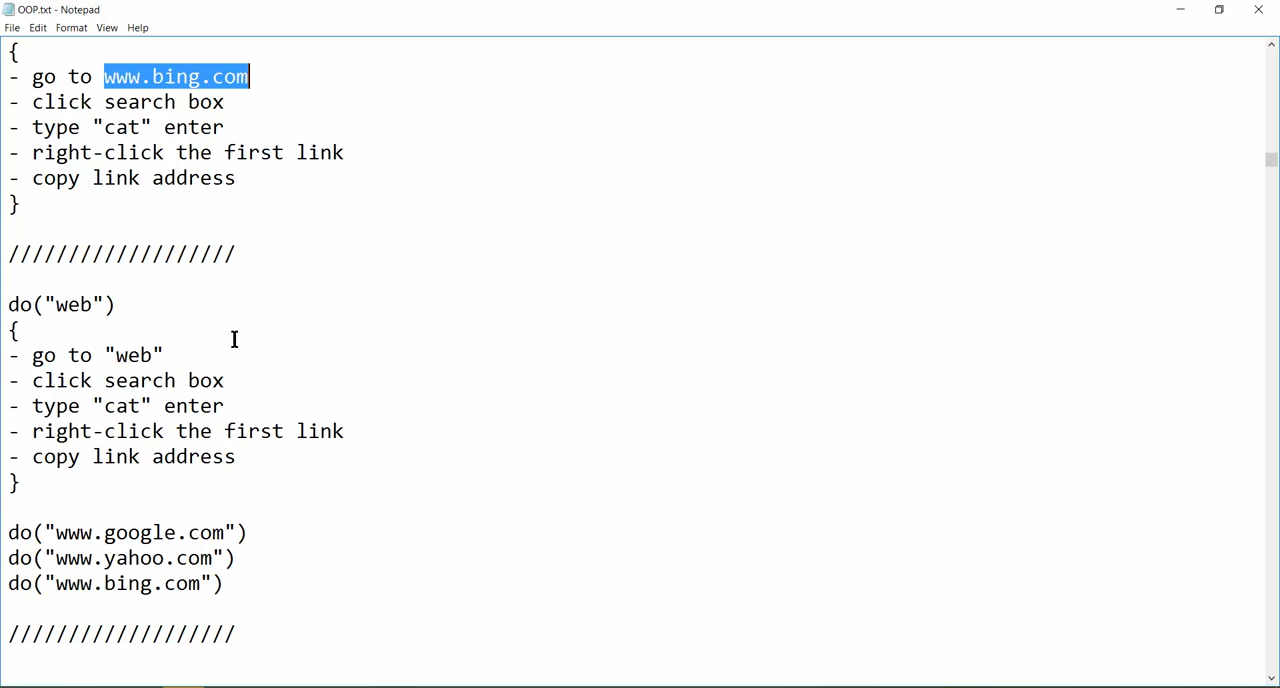 OOP.txt - Notepad
File Edit Format View Help
{
- go to www.bing.com
- click search box
- type "cat" enter
- right-click the first link
- copy link address
}
///////////////////
do("web")
{
- go to "web"
- click search box
- type "cat" enter
- right-click the first link
- copy link address
}
do("www.google.com")
do("www.yahoo.com")
do("www.bing.com")
///////////////////